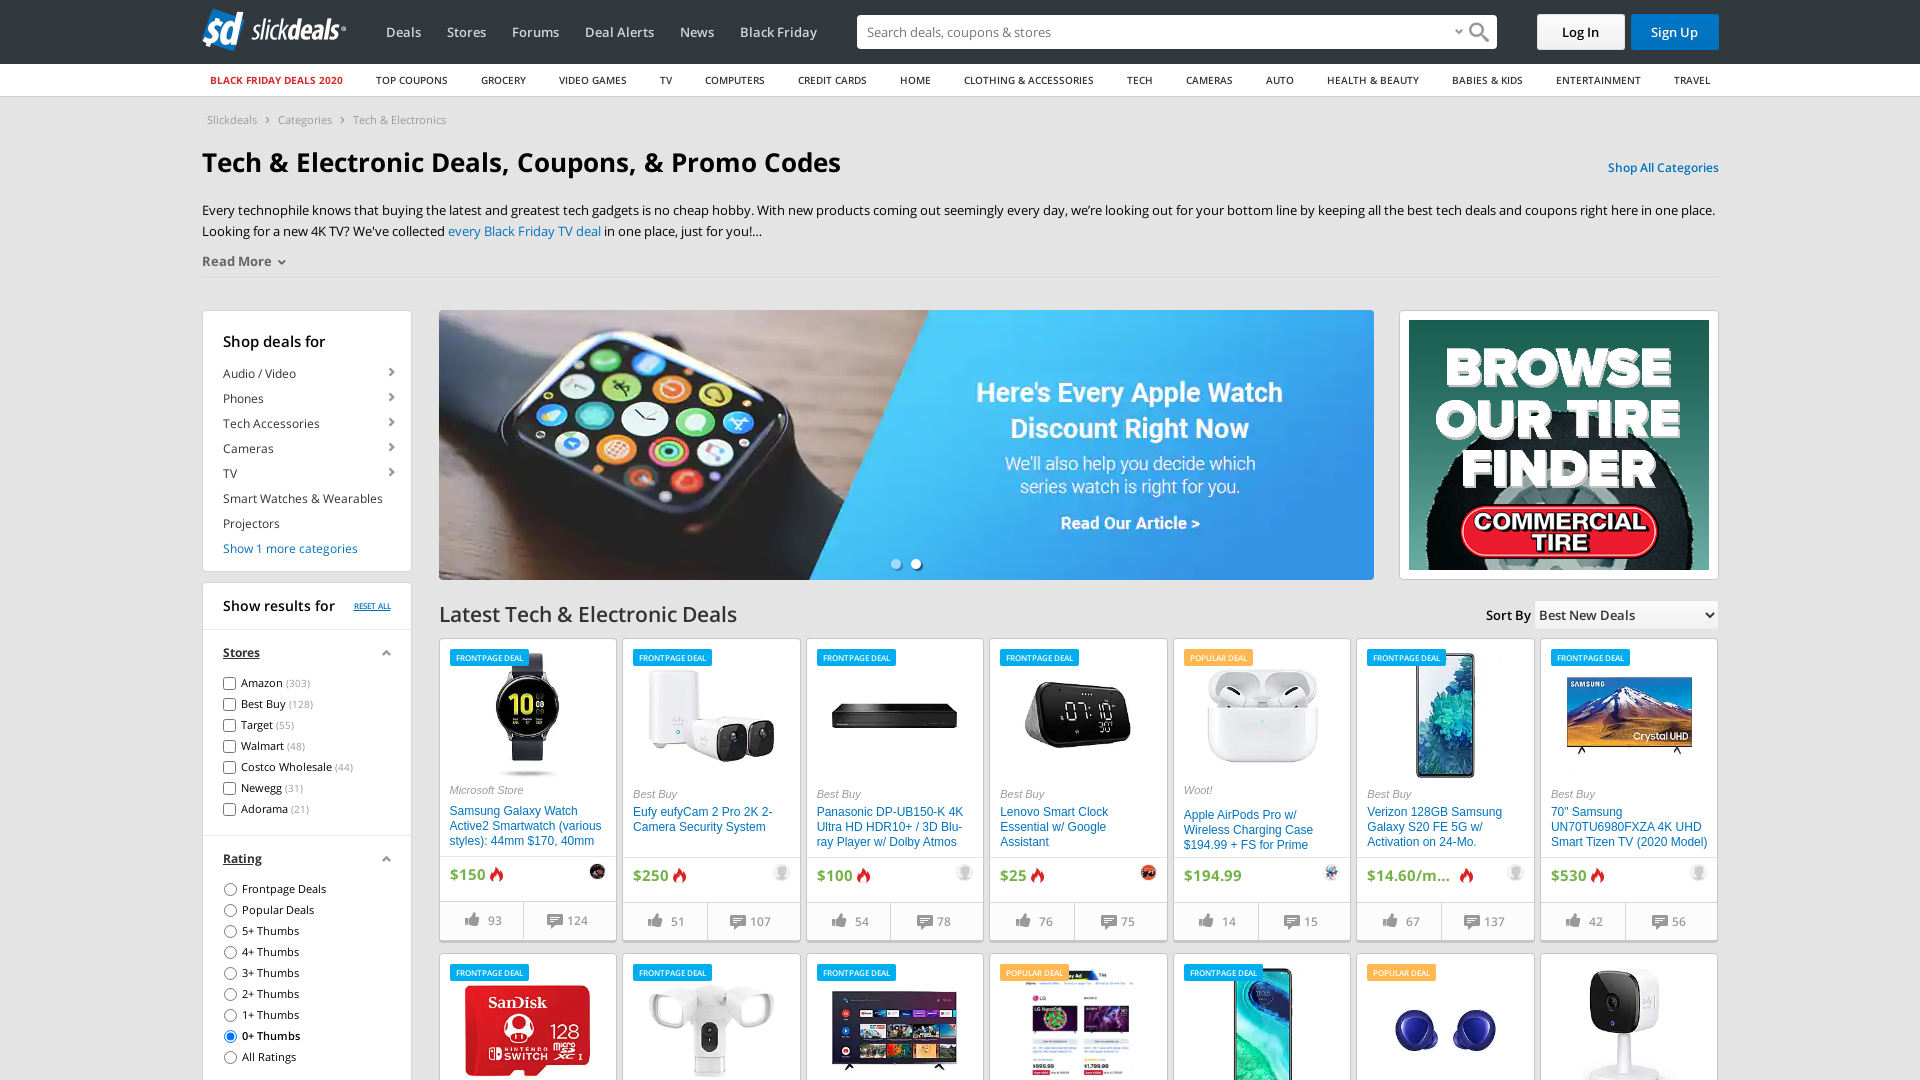 sd slickdeals
Deals
Stores
Forums
Deal Alerts
News
Black Friday
Search deals, coupons & stores
Log In
Sign Up
BLACK FRIDAY DEALS 2020
TOP COUPONS
GROCERY
VIDEO GAMES
TV
COMPUTERS
CREDIT CARDS
HOME
CLOTHING & ACCESSORIES
TECH
CAMERAS
AUTO
HEALTH & BEAUTY
BABIES & KIDS
ENTERTAINMENT
TRAVEL
Slickdeals > Categories > Tech & Electronics
Tech & Electronic Deals, Coupons, & Promo Codes
Shop All Categories
Every technophile knows that buying the latest and greatest tech gadgets is no cheap hobby. With new products coming out seemingly every day, we’re looking out for your bottom line by keeping all the best tech deals and coupons right here in one place.
Looking for a new 4K TV? We've collected every Black Friday TV deal in one place, just for you!...
Read More
Shop deals for
Audio / Video
Phones
Tech Accessories
Cameras
TV
Smart Watches & Wearables
Projectors
Show 1 more categories
Here's Every Apple Watch
Discount Right Now
We'll also help you decide which
series watch is right for you.
Read Our Article >
BROWSE
OUR TIRE
FINDER
COMMERCIAL
TIRE
Show results for
RESET ALL
Stores
Amazon (303)
Best Buy (128)
Target (55)
Walmart (48)
Costco Wholesale (44)
Newegg (31)
Adorama (21)
Rating
Frontpage Deals
Popular Deals
5+ Thumbs
4+ Thumbs
3+ Thumbs
2+ Thumbs
1+ Thumbs
0+ Thumbs
All Ratings
Latest Tech & Electronic Deals
Sort By Best New Deals
FRONTPAGE DEAL
10
Microsoft Store
Samsung Galaxy Watch
Active2 Smartwatch (various
styles): 44mm $170, 40mm
$150
93
124
FRONTPAGE DEAL
Best Buy
Eufy eufyCam 2 Pro 2K 2-
Camera Security System
$250
51
107
FRONTPAGE DEAL
Best Buy
Panasonic DP-UB150-K 4K
Ultra HD HDR10+ / 3D Blu-
ray Player w/ Dolby Atmos
$100
54
78
FRONTPAGE DEAL
07:10
30
Best Buy
Lenovo Smart Clock
Essential w/ Google
Assistant
$25
76
75
POPULAR DEAL
Woot!
Apple AirPods Pro w/
Wireless Charging Case
$194.99 + FS for Prime
$194.99
14
15
FRONTPAGE DEAL
Best Buy
Verizon 128GB Samsung
Galaxy S20 FE 5G w/
Activation on 24-Mo.
$14.60/m...
67
137
FRONTPAGE DEAL
SAMSUNG
Crystal UHD
Best Buy
70" Samsung
UN70TU6980FXZA 4K UHD
Smart Tizen TV (2020 Model)
$530
42
56
FRONTPAGE DEAL
SanDisk
128
NINTENDO
SWITCH
micro
XC I
FRONTPAGE DEAL
FRONTPAGE DEAL
POPULAR DEAL
LG
$999.99
$1,799.99
FRONTPAGE DEAL
POPULAR DEAL